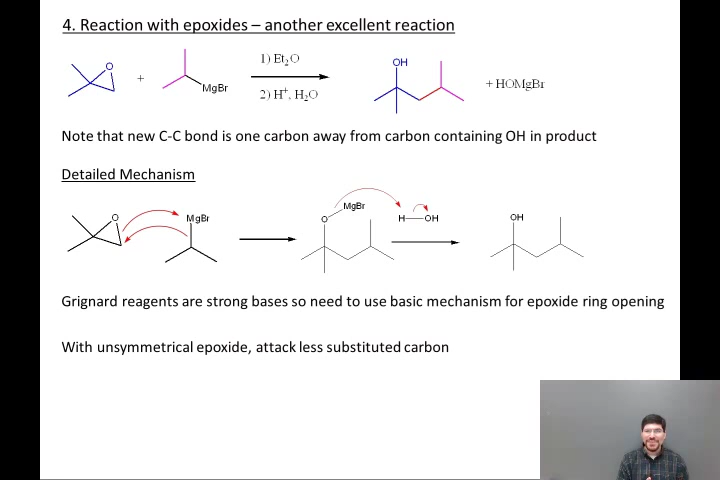 4. Reaction with epoxides – another excellent reaction
O
+
MgBr
1) Et2O
2) H+, H2O
OH
+ HOMgBr
Note that new C-C bond is one carbon away from carbon containing OH in product
Detailed Mechanism
O
MgBr
O
MgBr
H—OH
OH
Grignard reagents are strong bases so need to use basic mechanism for epoxide ring opening
With unsymmetrical epoxide, attack less substituted carbon